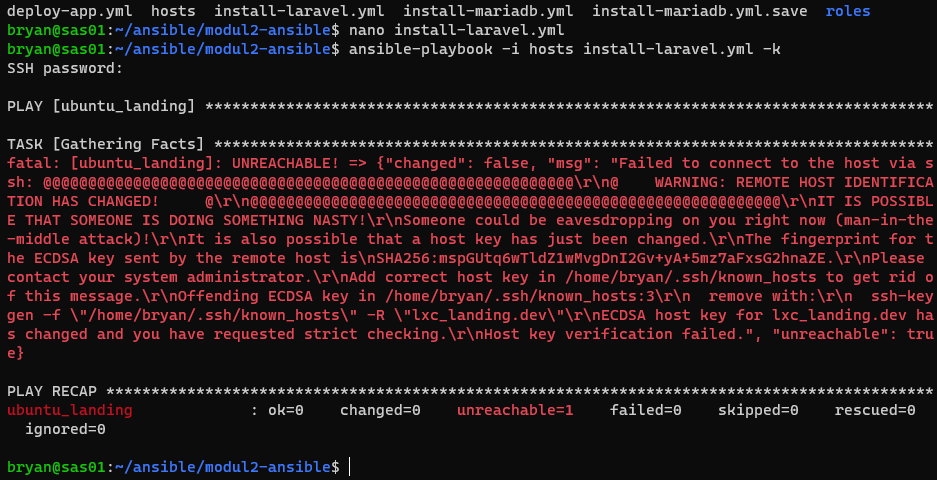 deploy-app.yml  hosts  install-laravel.yml  install-mariadb.yml  install-mariadb.yml.save  roles
bryan@sas01:~/ansible/modul2-ansible$ nano install-laravel.yml
bryan@sas01:~/ansible/modul2-ansible$ ansible-playbook -i hosts install-laravel.yml -k
SSH password:
PLAY [ubuntu_landing] *********************************************************************************
TASK [Gathering Facts] ********************************************************************************
fatal: [ubuntu_landing]: UNREACHABLE! => {"changed": false, "msg": "Failed to connect to the host via s
sh: @@@@@@@@@@@@@@@@@@@@@@@@@@@@@@@@@@@@@@@@@@@@@@@@@@@@@@@@@@@\r\n@    WARNING: REMOTE HOST IDENTIFICA
TION HAS CHANGED!     @\r\n@@@@@@@@@@@@@@@@@@@@@@@@@@@@@@@@@@@@@@@@@@@@@@@@@@@@@@@@@@@\r\nIT IS POSSIBL
E THAT SOMEONE IS DOING SOMETHING NASTY!\r\nSomeone could be eavesdropping on you right now (man-in-the
-middle attack)!\r\nIt is also possible that a host key has just been changed.\r\nThe fingerprint for t
he ECDSA key sent by the remote host is\nSHA256:mspGUtq6wTldZ1wMvgDnI2Gv+yA+5mz7aFxsG2hnaZE.\r\nPlease 
contact your system administrator.\r\nAdd correct host key in /home/bryan/.ssh/known_hosts to get rid o
f this message.\r\nOffending ECDSA key in /home/bryan/.ssh/known_hosts:3\r\n  remove with:\r\n  ssh-key
gen -f \"/home/bryan/.ssh/known_hosts\" -R \"lxc_landing.dev\"\r\nECDSA host key for lxc_landing.dev ha
s changed and you have requested strict checking.\r\nHost key verification failed.", "unreachable": tru
e}
PLAY RECAP ********************************************************************************************
ubuntu_landing             : ok=0    changed=0    unreachable=1    failed=0    skipped=0    rescued=0
  ignored=0
bryan@sas01:~/ansible/modul2-ansible$